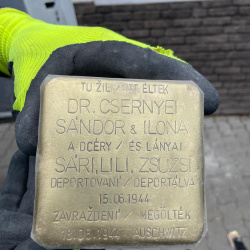 TU ŽILI / ITT ÉLTEK
DR. CSERNYEI
SÁNDOR & ILONA
A DCÉRY / ÉS LÁNYAI
SÁRI, LILI, ZSUZSI
DEPORTOVANÍ / DEPORTÁLVA
15.06.1944
ZAVRAŽDENÍ / MEGÖLTÉK
1944 AUSCHWITZ